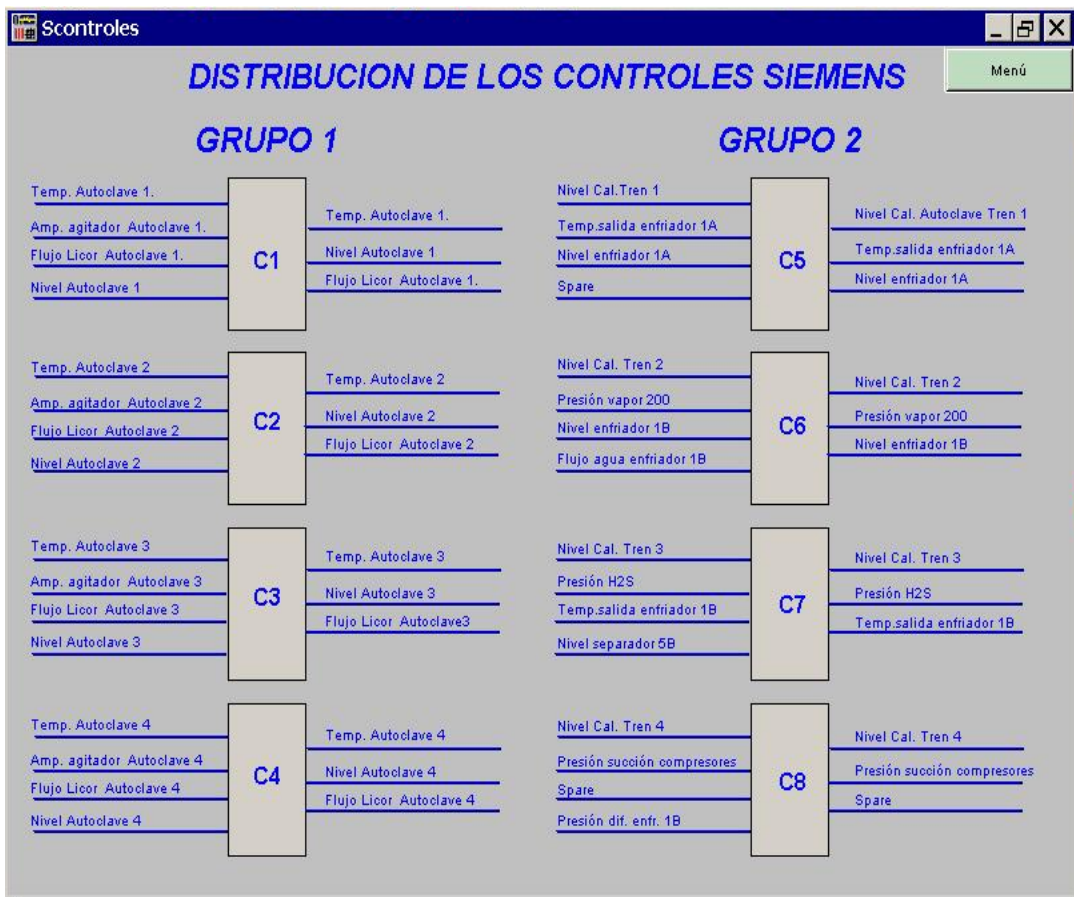 Scontroles
DISTRIBUCION DE LOS CONTROLES SIEMENS
Menú
GRUPO 1
Temp. Autoclave 1.
Amp. agitador Autoclave 1.
Flujo Licor Autoclave 1.
Nivel Autoclave 1
C1
Temp. Autoclave 1.
Nivel Autoclave 1
Flujo Licor Autoclave 1.
Temp. Autoclave 2
Amp. agitador Autoclave 2
Flujo Licor Autoclave 2
Nivel Autoclave 2
C2
Temp. Autoclave 2
Nivel Autoclave 2
Flujo Licor Autoclave 2
Temp. Autoclave 3
Amp. agitador Autoclave 3
Flujo Licor Autoclave 3
Nivel Autoclave 3
C3
Temp. Autoclave 3
Nivel Autoclave 3
Flujo Licor Autoclave3
Temp. Autoclave 4
Amp. agitador Autoclave 4
Flujo Licor Autoclave 4
Nivel Autoclave 4
C4
Temp. Autoclave 4
Nivel Autoclave 4
Flujo Licor Autoclave 4
GRUPO 2
Nivel Cal.Tren 1
Temp.salida enfriador 1A
Nivel enfriador 1A
Spare
C5
Nivel Cal. Autoclave Tren 1
Temp.salida enfriador 1A
Nivel enfriador 1A
Nivel Cal. Tren 2
Presión vapor 200
Nivel enfriador 1B
Flujo agua enfriador 1B
C6
Nivel Cal. Tren 2
Presión vapor 200
Nivel enfriador 1B
Nivel Cal. Tren 3
Presión H2S
Temp.salida enfriador 1B
Nivel separador 5B
C7
Nivel Cal. Tren 3
Presión H2S
Temp.salida enfriador 1B
Nivel Cal. Tren 4
Presión succión compresores
Spare
Presión dif. enfr. 1B
C8
Nivel Cal. Tren 4
Presión succión compresores
Spare